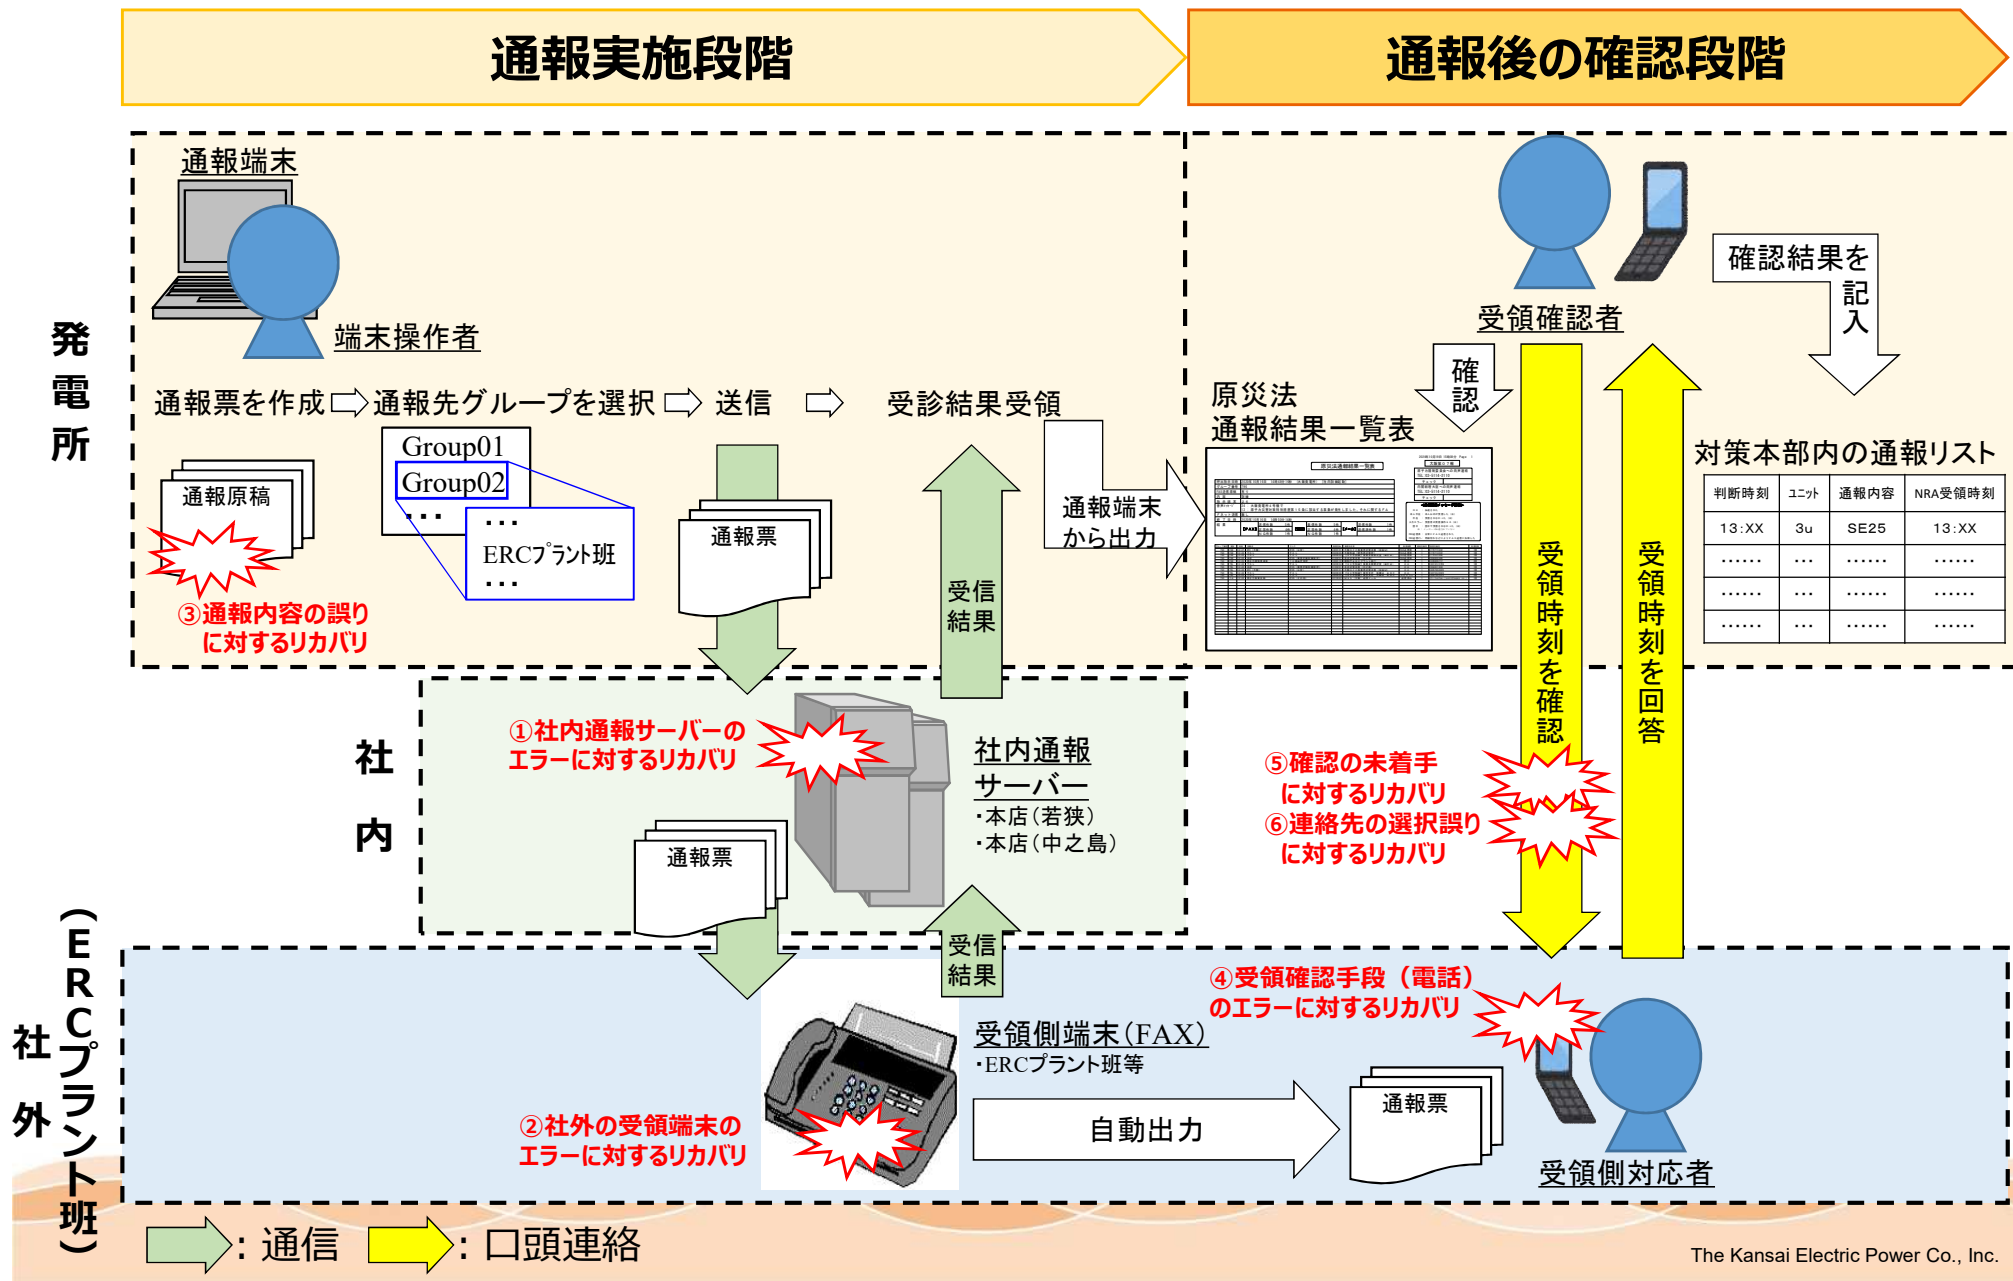 通報実施段階
通報後の確認段階
発電所
通報端末
端末操作者
通報票を作成
通報先グループを選択
送信
受診結果受領
通報原稿
③通報内容の誤り
に対するリカバリ
Group01
Group02
・・・
・・・
ERCプラント班
・・・
通報票
受信
結果
通報端末
から出力
受領確認者
確認結果を
記入
確認
原災法
通報結果一覧表
原災法通報結果一覧表
対策本部内の通報リスト
判断時刻 ユニット 通報内容 NRA受領時刻
13:XX 3u SE25 13:XX
…… … …… ……
…… … …… ……
…… … …… ……
受領時刻を確認
受領時刻を回答
社内
①社内通報サーバーの
エラーに対するリカバリ
社内通報
サーバー
・本店(若狭)
・本店(中之島)
通報票
受信
結果
⑤確認の未着手
に対するリカバリ
⑥連絡先の選択誤り
に対するリカバリ
社外
(ERCプラント班)
②社外の受領端末の
エラーに対するリカバリ
受領側端末(FAX)
・ERCプラント班等
自動出力
通報票
④受領確認手段(電話)
のエラーに対するリカバリ
受領側対応者
:通信
:口頭連絡
The Kansai Electric Power Co., Inc.